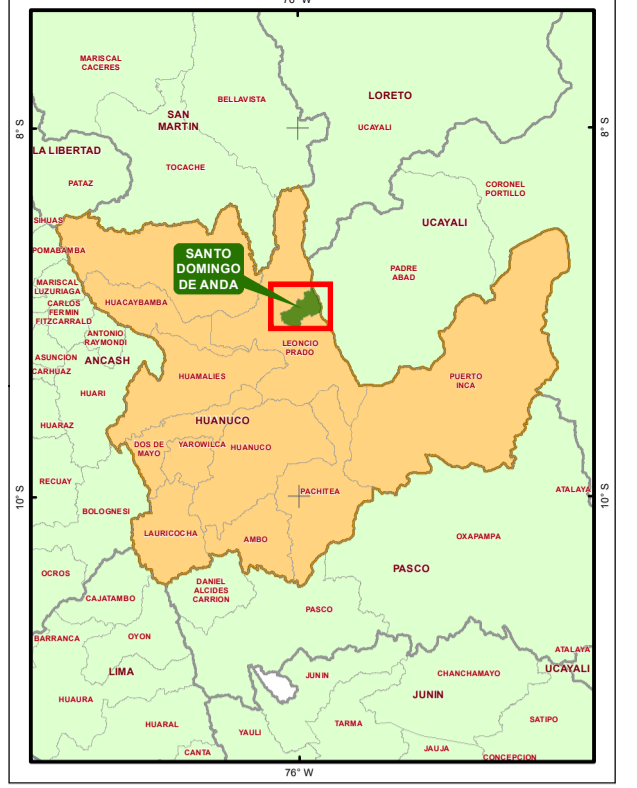 76° W
MARISCAL
CACERES
BELLAVISTA
LORETO
SAN
MARTIN
UCAYALI
8° S
8° S
LA LIBERTAD
TOCACHE
PATAZ
CORONEL
PORTILLO
SIHUAS
UCAYALI
POMABAMBA
SANTO
DOMINGO
DE ANDA
PADRE
ABAD
MARISCAL
LUZURIAGA
HUACAYBAMBA
CARLOS
FERMIN
FITZCARRALD
ANTONIO
RAYMONDI
LEONCIO
PRADO
ASUNCION
ANCASH
CARHUAZ
HUAMALIES
PUERTO
INCA
HUARI
HUANUCO
HUARAZ
DOS DE
MAYO
YAROWILCA
HUANUCO
RECUAY
PACHITEA
ATALAYA
10° S
10° S
BOLOGNESI
LAURICOCHA
AMBO
OXAPAMPA
OCROS
DANIEL
ALCIDES
CARRION
PASCO
CAJATAMBO
PASCO
BARRANCA
OYON
ATALAYA
LIMA
JUNIN
CHANCHAMAYO
UCAYALI
JUNIN
HUAURA
HUARAL
YAULI
TARMA
SATIPO
CANTA
JAUJA
CONCEPCION
76° W